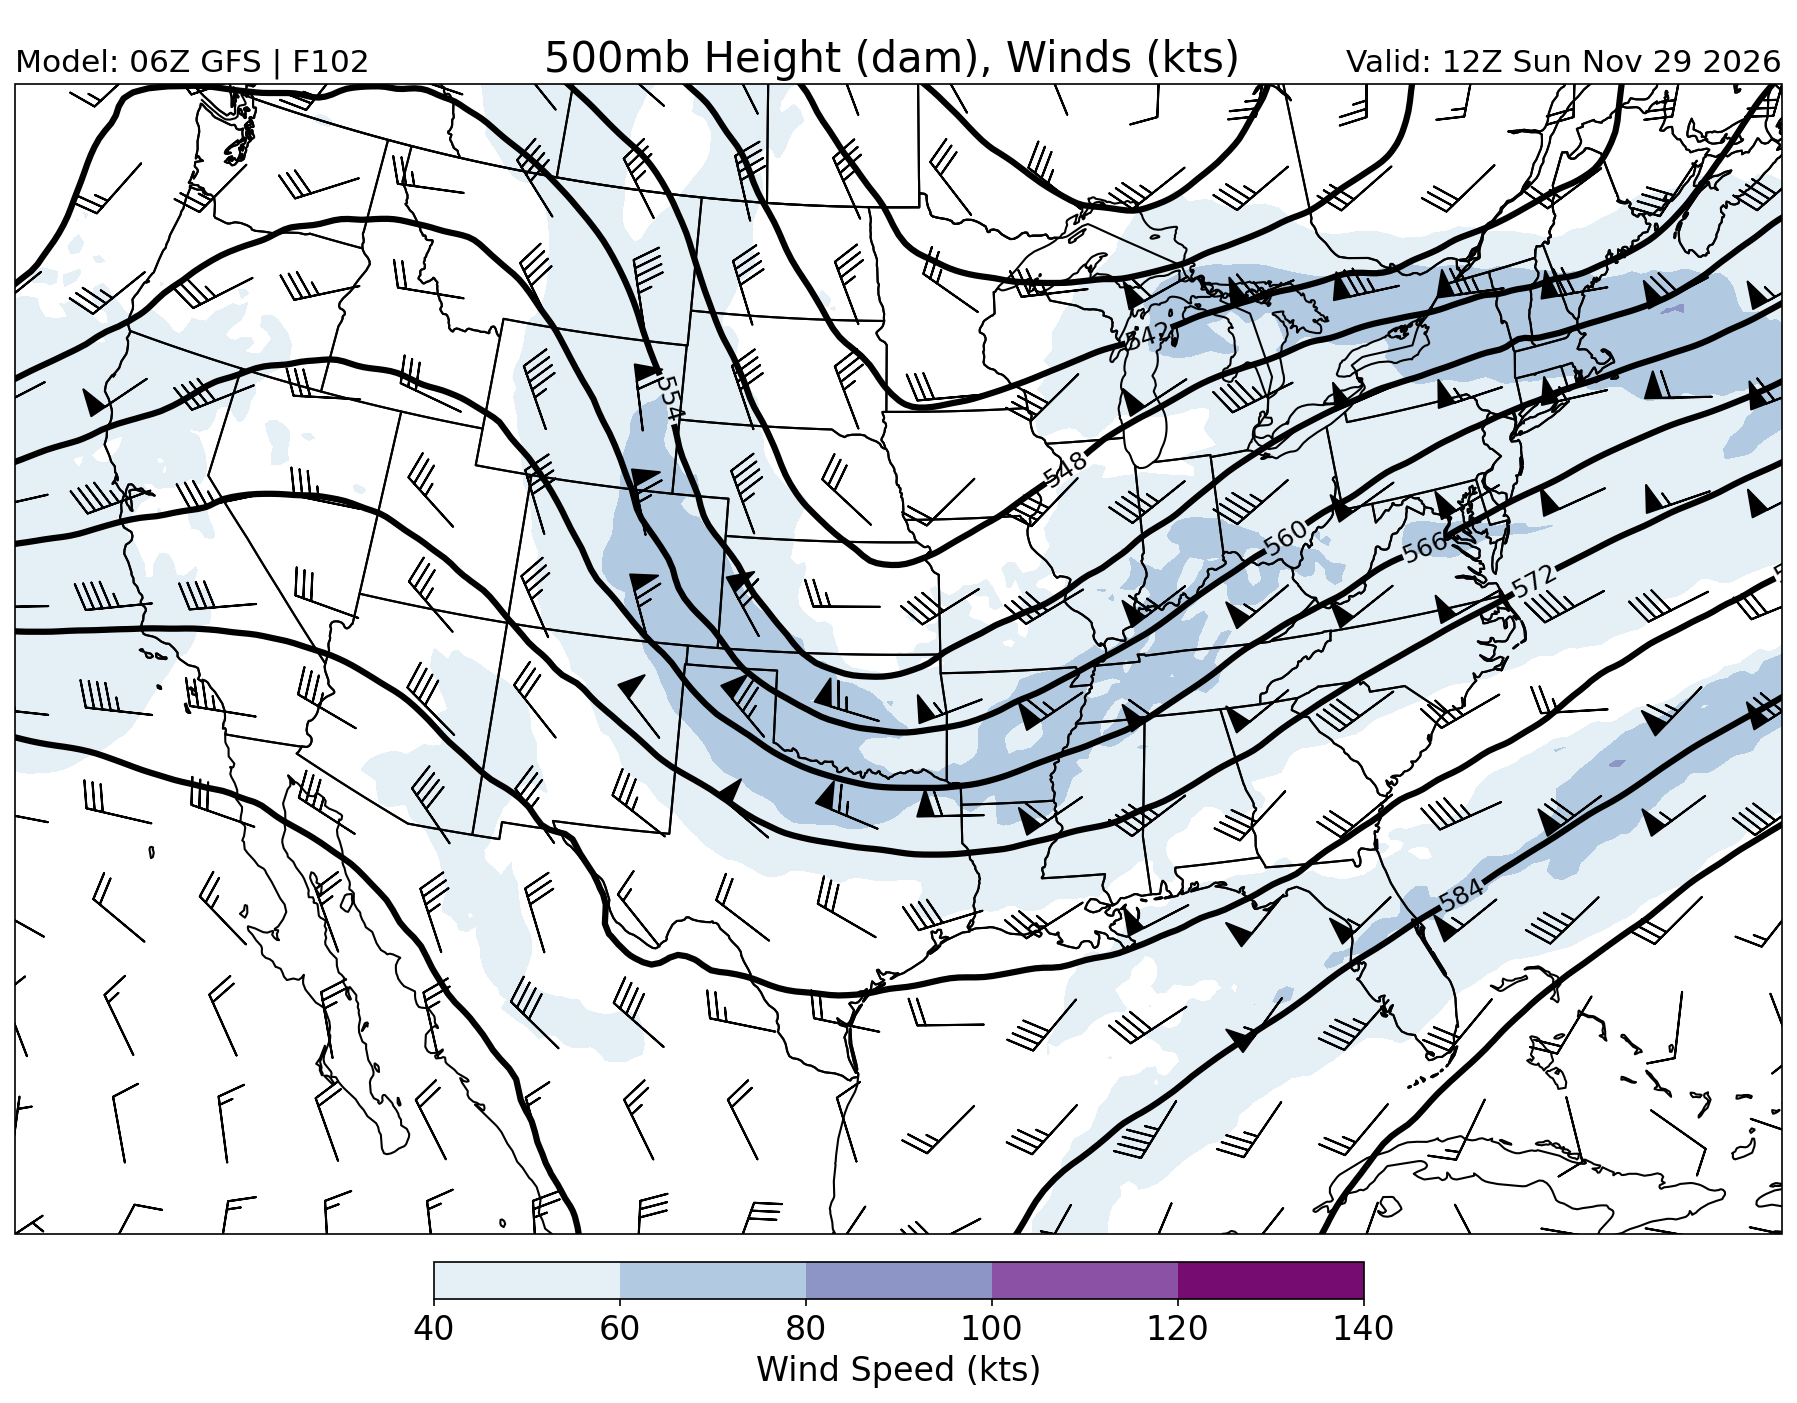 Model: 06Z GFS | F102
500mb Height (dam), Winds (kts)
Valid: 12Z Sun Nov 29 2026
542
554
548
560
566
572
584
40 60 80 100 120 140
Wind Speed (kts)